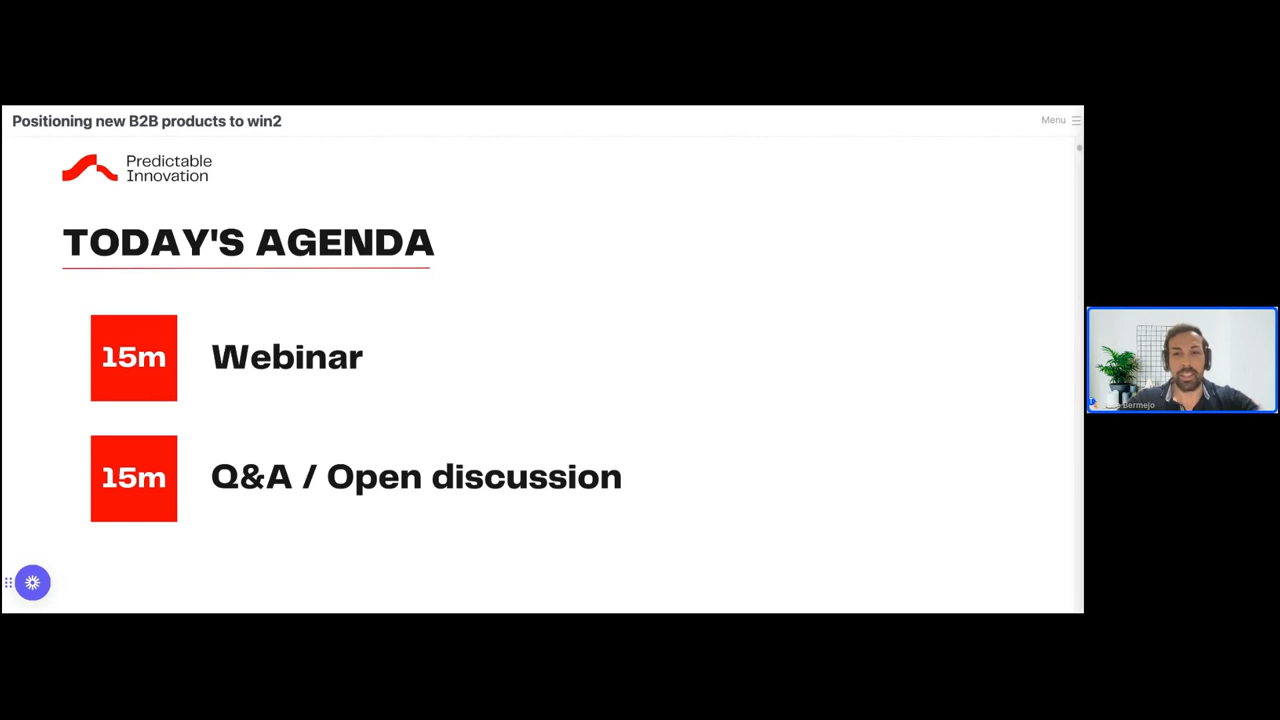 Positioning new B2B products to win2
Menu
Predictable
Innovation
TODAY'S AGENDA
15m
Webinar
15m
Q&A / Open discussion
Bermejo